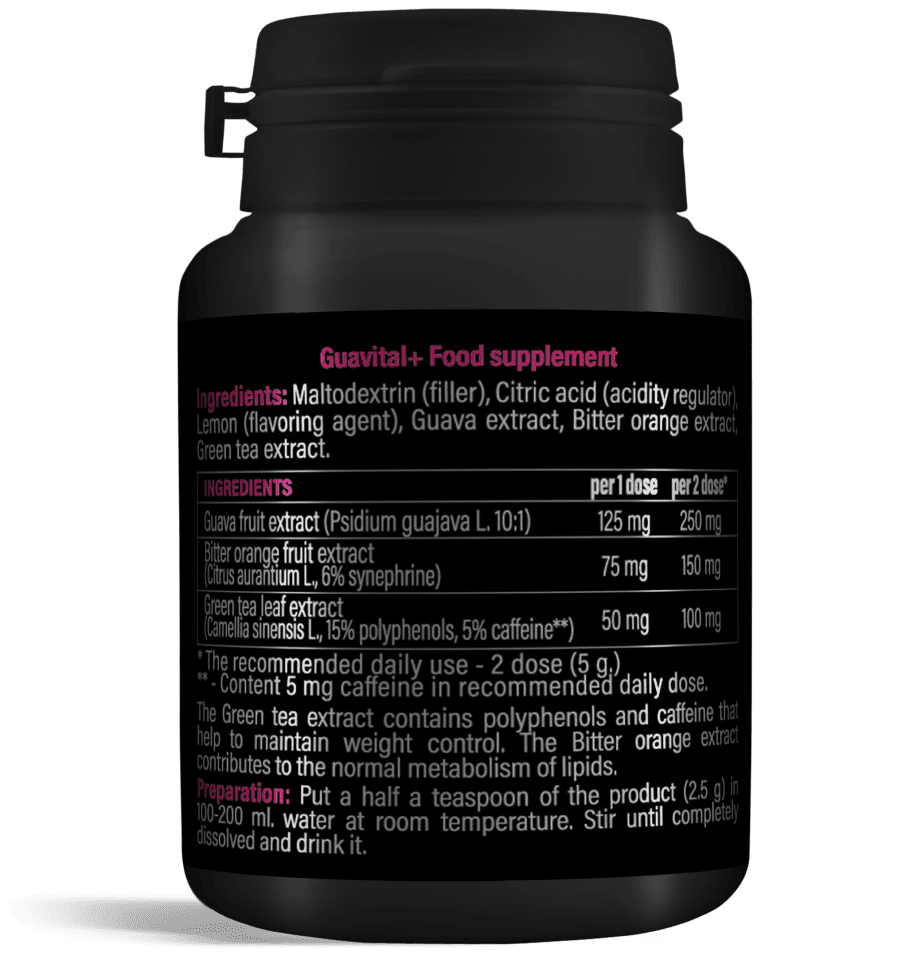 Guavital+ Food supplement
Ingredients: Maltodextrin (filler), Citric acid (acidity regulator),
Lemon (flavoring agent), Guava extract, Bitter orange extract,
Green tea extract.
INGREDIENTS per 1 dose per 2 dose*
Guava fruit extract (Psidium guajava L. 10:1) 125 mg 250 mg
Bitter orange fruit extract
(Citrus aurantium L., 6% synephrine) 75 mg 150 mg
Green tea leaf extract
(Camellia sinensis L., 15% polyphenols, 5% caffeine**) 50 mg 100 mg
* The recommended daily use - 2 dose (5 g.)
** - Content 5 mg caffeine in recommended daily dose.
The Green tea extract contains polyphenols and caffeine that
help to maintain weight control. The Bitter orange extract
contributes to the normal metabolism of lipids.
Preparation: Put a half a teaspoon of the product (2.5 g) in
100-200 ml. water at room temperature. Stir until completely
dissolved and drink it.